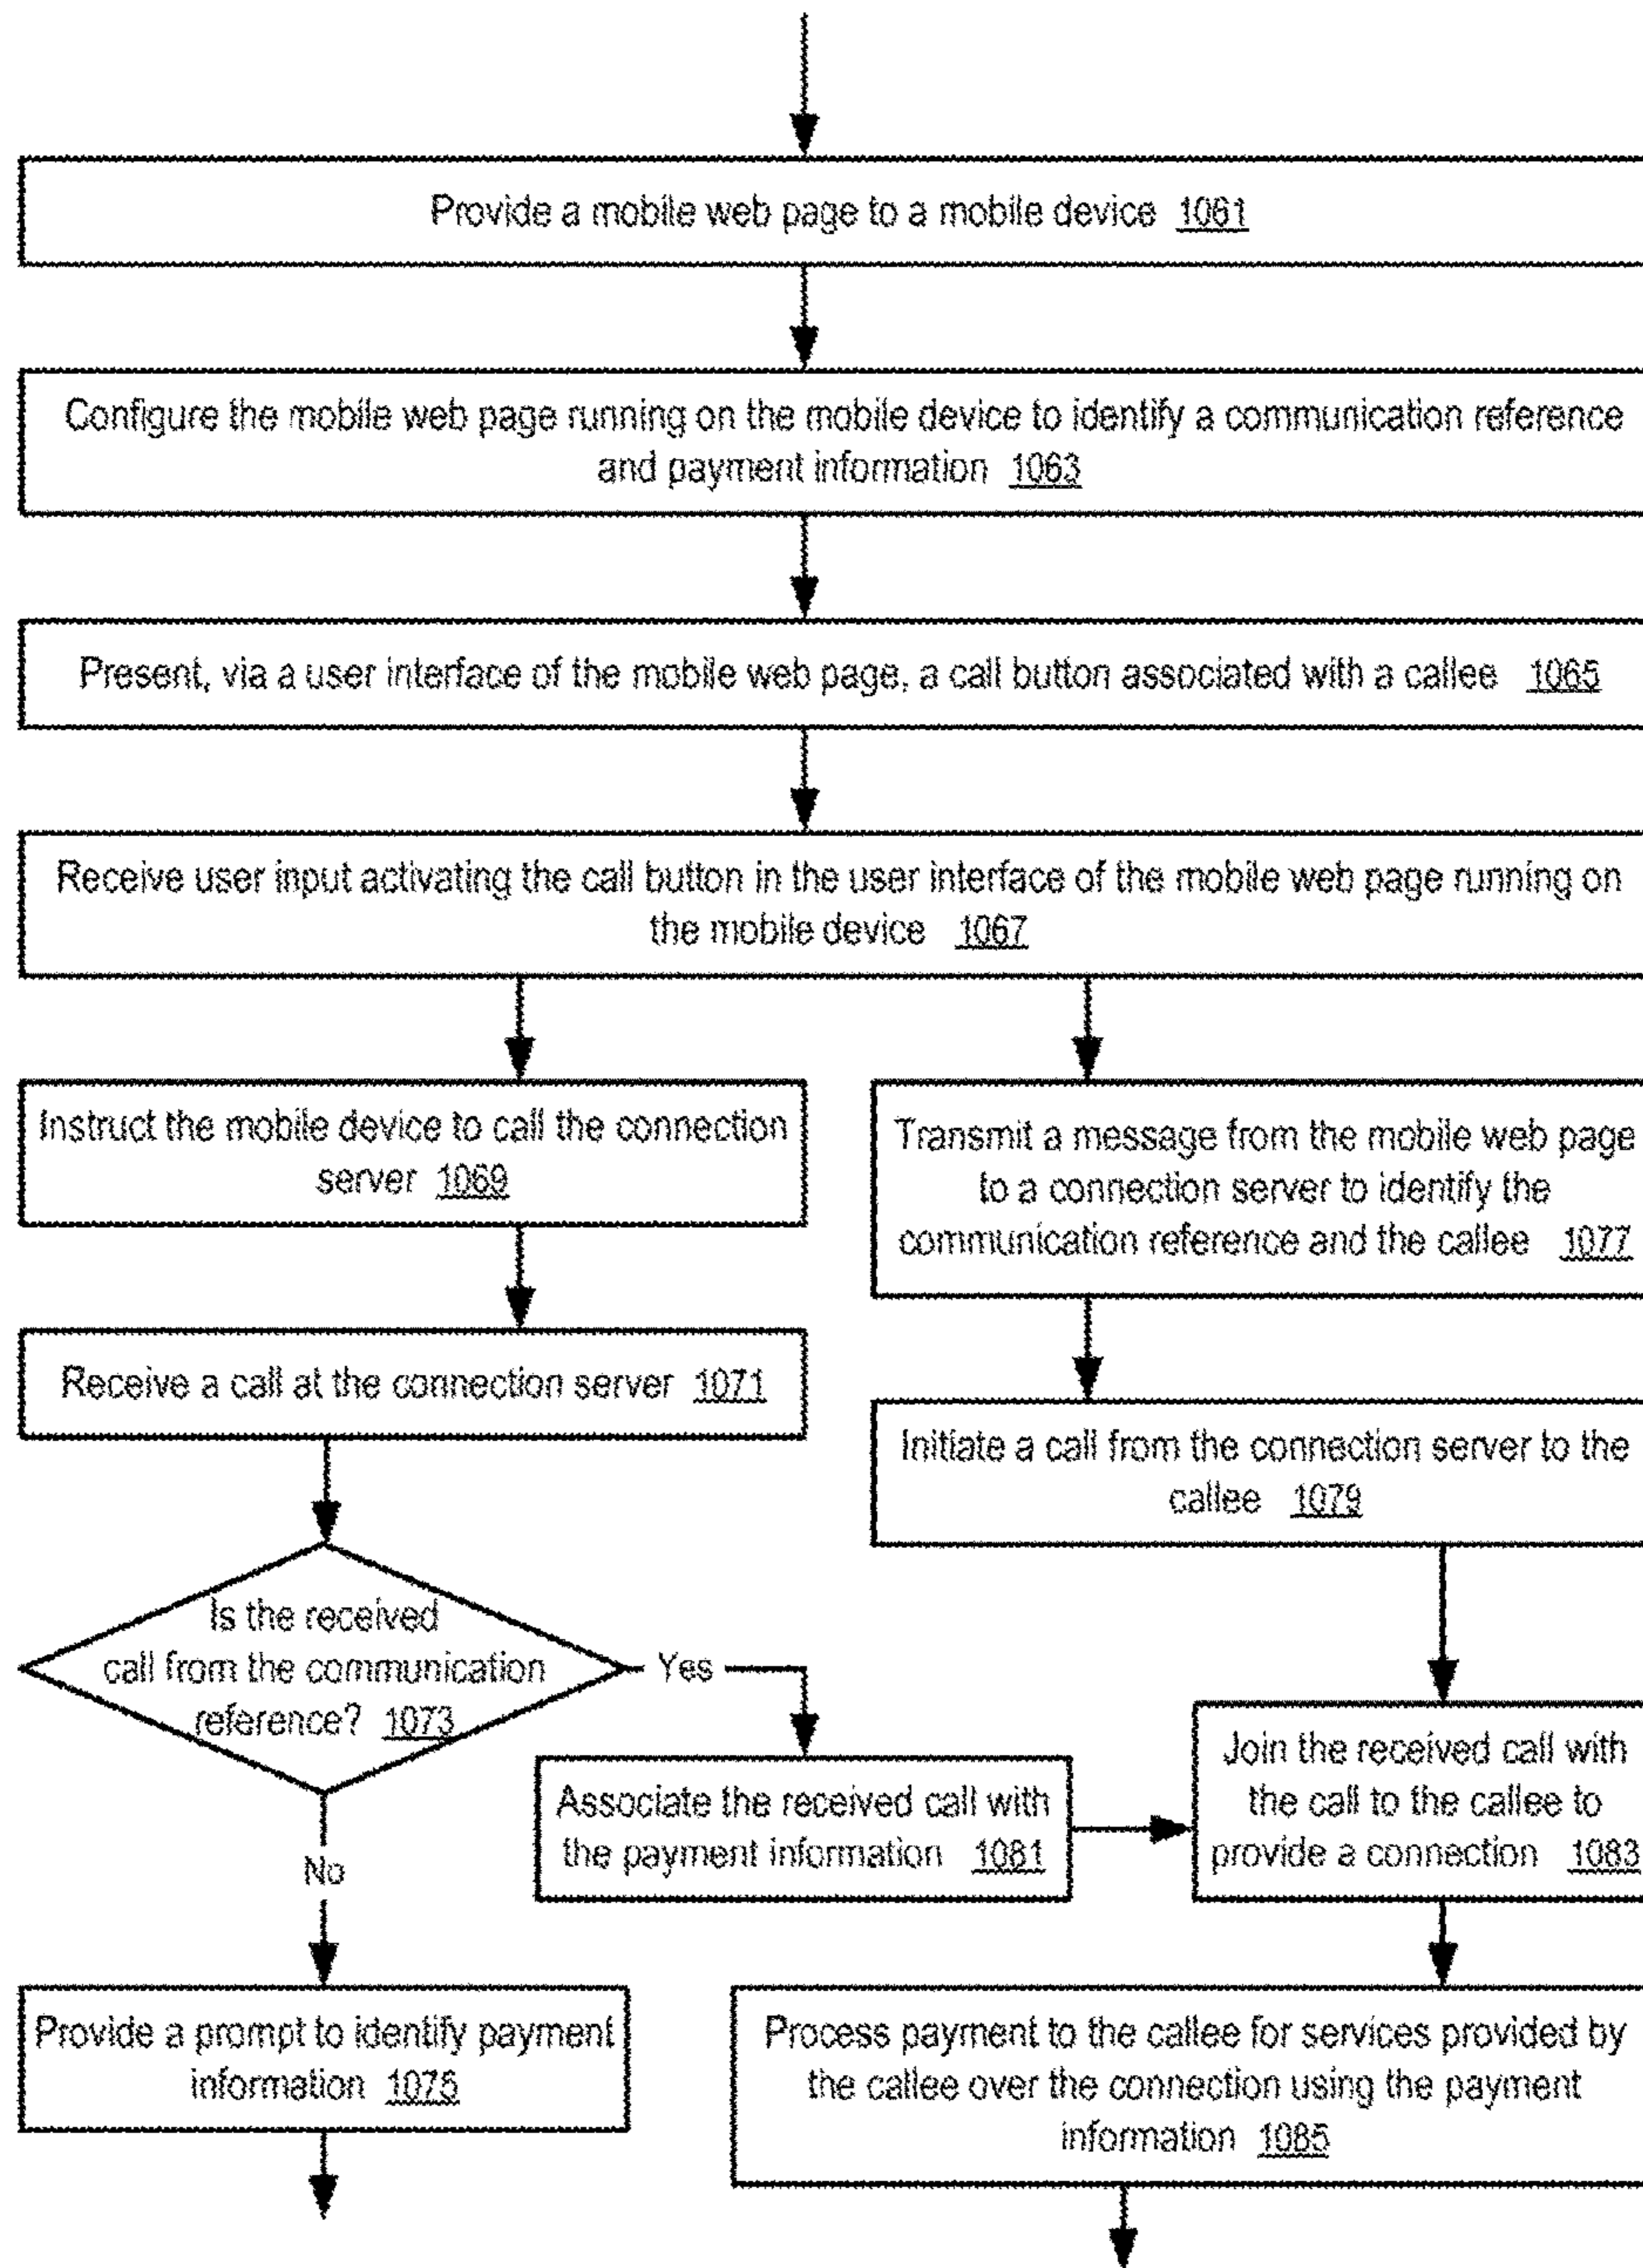 Provide a mobile web page to a mobile device 1061
Configure the mobile web page running on the mobile device to identify a communication reference
and payment information 1063
Present, via a user interface of the mobile web page, a call button associated with a callee 1065
Receive user input activating the call button in the user interface of the mobile web page running on
the mobile device 1067
Instruct the mobile device to call the connection
server 1069
Receive a call at the connection server 1071
Transmit a message from the mobile web page
to a connection server to identify the
communication reference and the callee 1077
Initiate a call from the connection server to the
callee 1079
Is the received
call from the communication
reference? 1073
Yes
No
Associate the received call with
the payment information 1081
Join the received call with
the call to the callee to
provide a connection 1083
Provide a prompt to identify payment
information 1075
Process payment to the callee for services provided by
the callee over the connection using the payment
information 1085